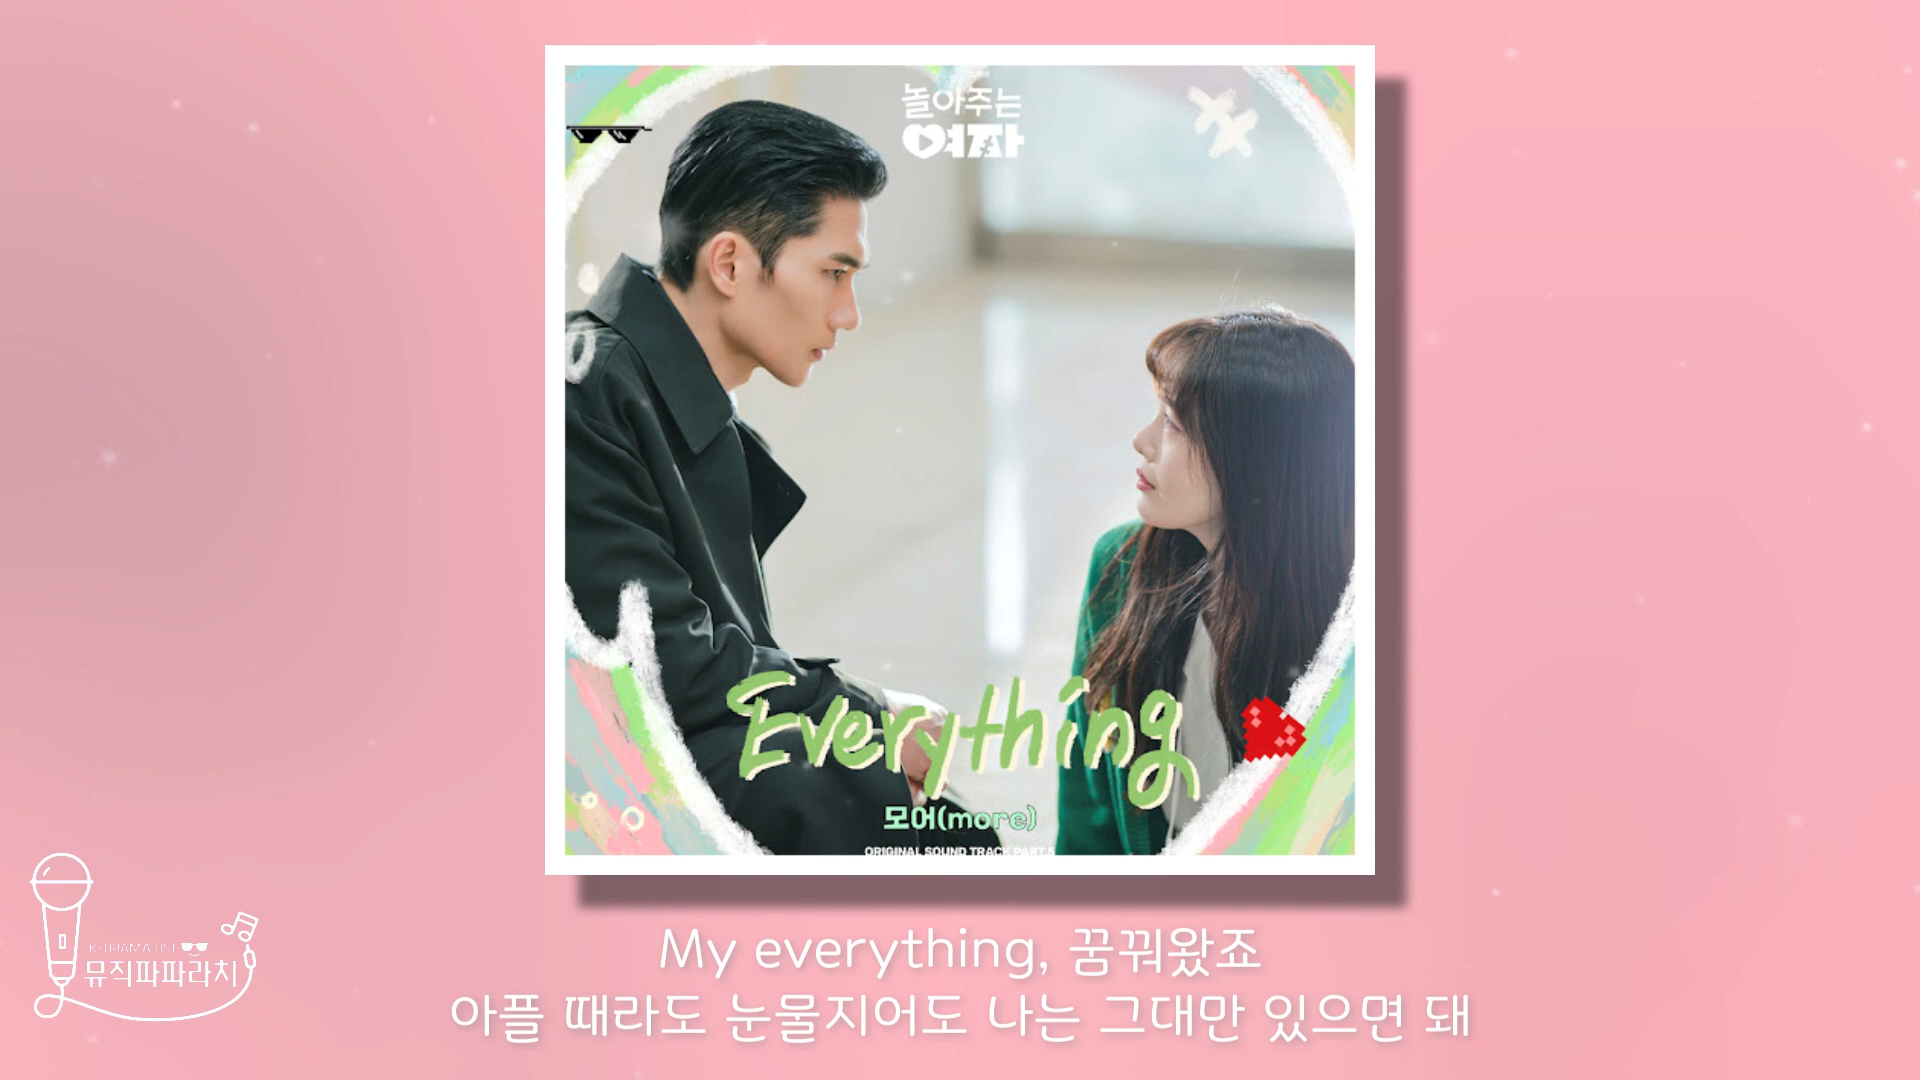 놀아주는
여자
Everything
모어(more)
ORIGINAL SOUND TRACK PART.5
K-DRAMA OST
뮤직파파라치
My everything, 꿈꿔왔죠
아플 때라도 눈물지어도 나는 그대만 있으면 돼